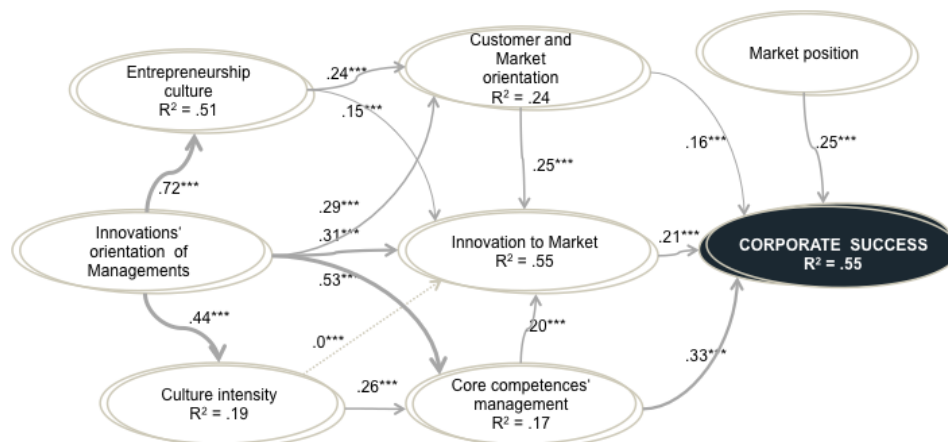 Customer and
Market
orientation
R² = .24
Market position
Entrepreneurship
culture
R² = .51
.24***
.15***
.16***
.25***
.25***
.72***
.29***
.31***
Innovations'
orientation of
Managements
Innovation to Market
R² = .55
.21***
CORPORATE SUCCESS
R² = .55
.53***
.44***
.0***
.20***
.33***
Culture intensity
R² = .19
.26***
Core competences'
management
R² = .17